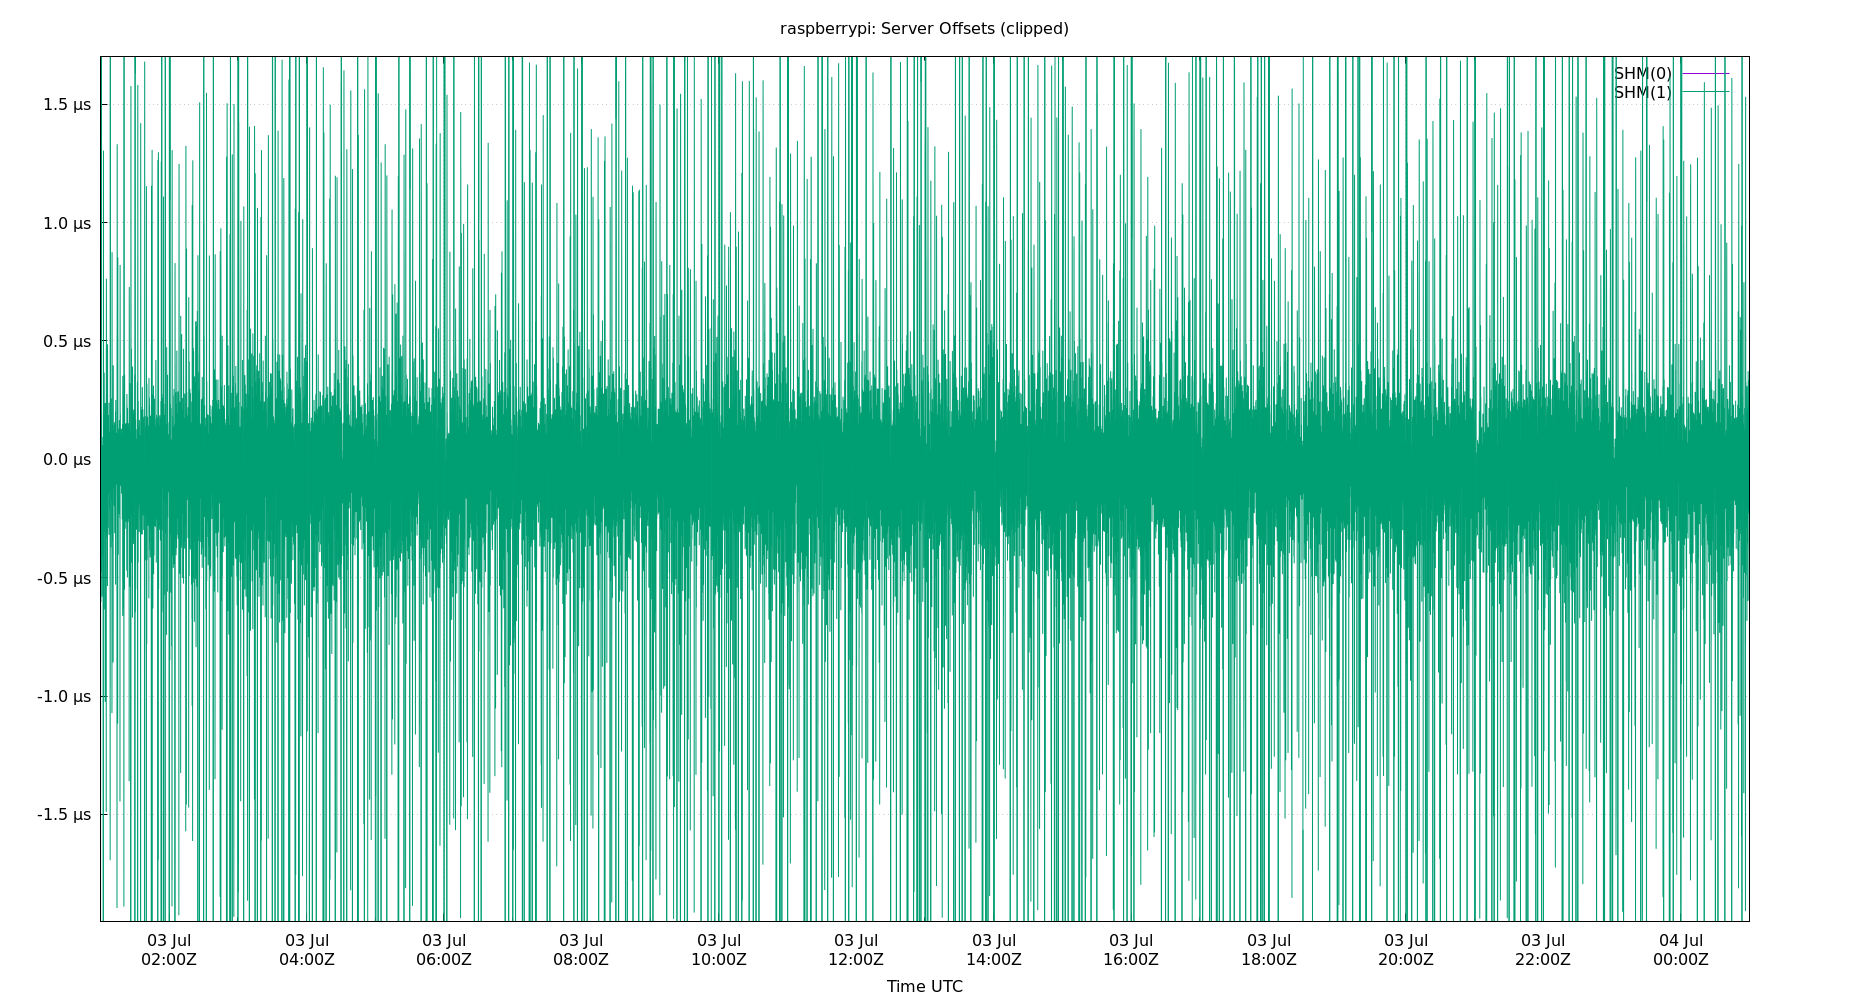 raspberrypi: Server Offsets (clipped)
SHM(0)
SHM(1)
1.5 µs
1.0 µs
0.5 µs
0.0 µs
-0.5 µs
-1.0 µs
-1.5 µs
03 Jul 03 Jul 03 Jul 03 Jul 03 Jul 03 Jul 03 Jul 03 Jul 03 Jul 03 Jul 03 Jul 04 Jul
02:00Z 04:00Z 06:00Z 08:00Z 10:00Z 12:00Z 14:00Z 16:00Z 18:00Z 20:00Z 22:00Z 00:00Z
Time UTC